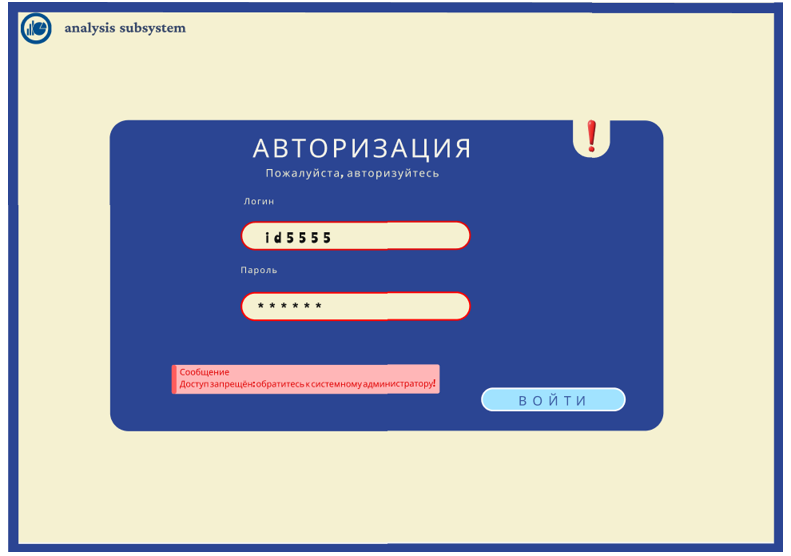 analysis subsystem
АВТОРИЗАЦИЯ
Пожалуйста, авторизуйтесь
Логин
id5555
Пароль
******
Сообщение
Доступ запрещён: обратитесь к системному администратору!
ВОЙТИ